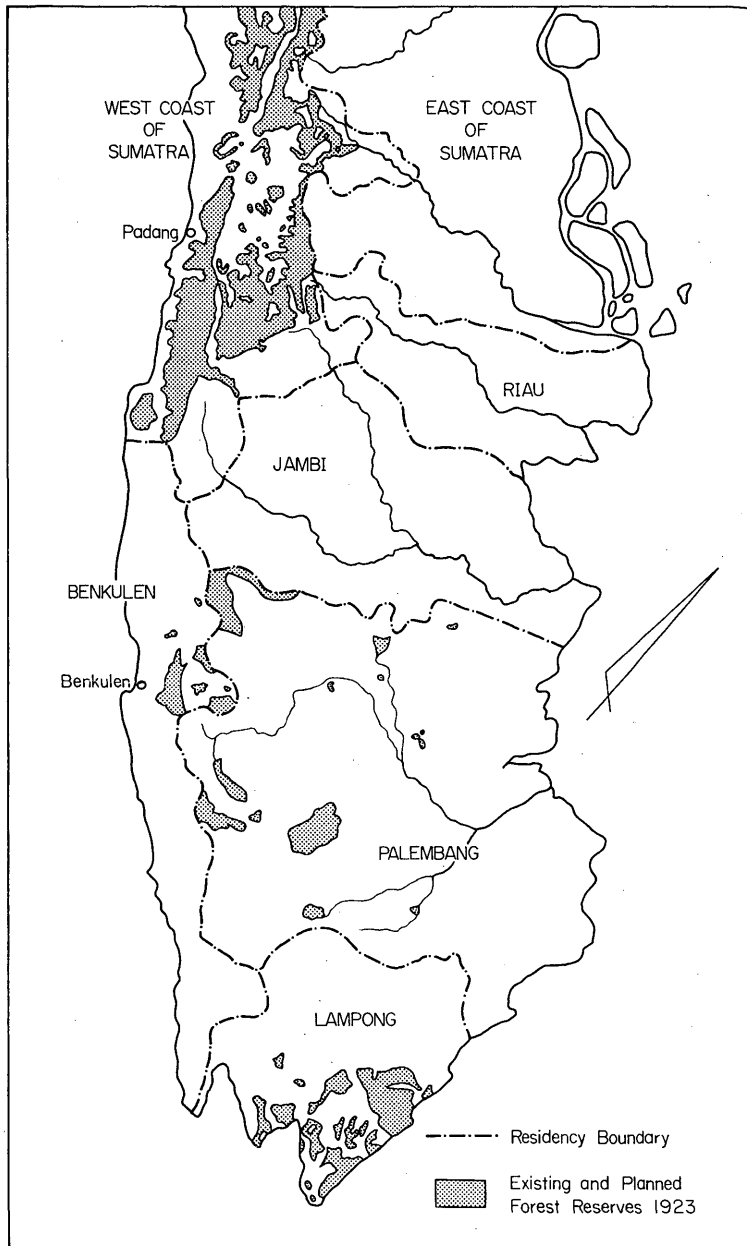 WEST COAST
OF
SUMATRA
EAST COAST
OF
SUMATRA
Padang
RIAU
JAMBI
BENKULEN
Benkulen
PALEMBANG
LAMPONG
Residency Boundary
Existing and Planned
Forest Reserves 1923